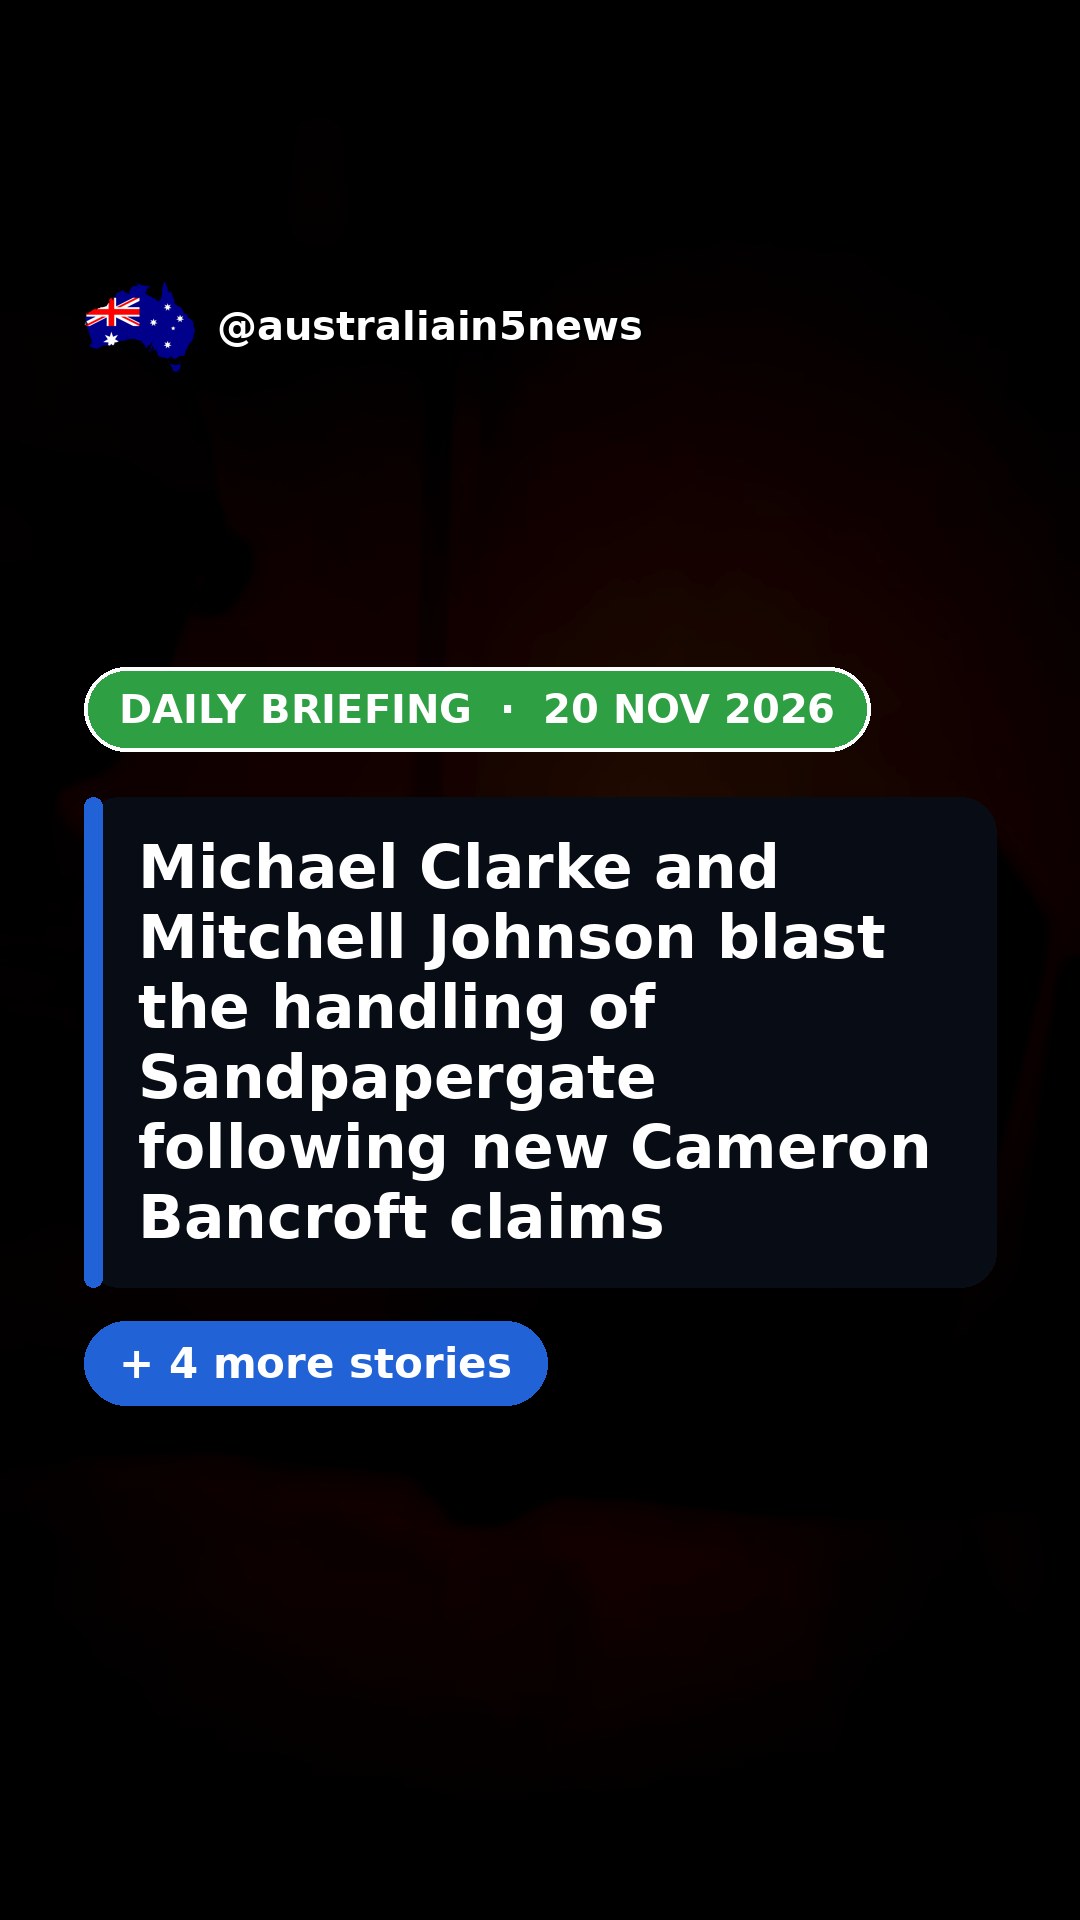 @australiain5news
DAILY BRIEFING · 20 NOV 2026
Michael Clarke and
Mitchell Johnson blast
the handling of
Sandpapergate
following new Cameron
Bancroft claims
+ 4 more stories